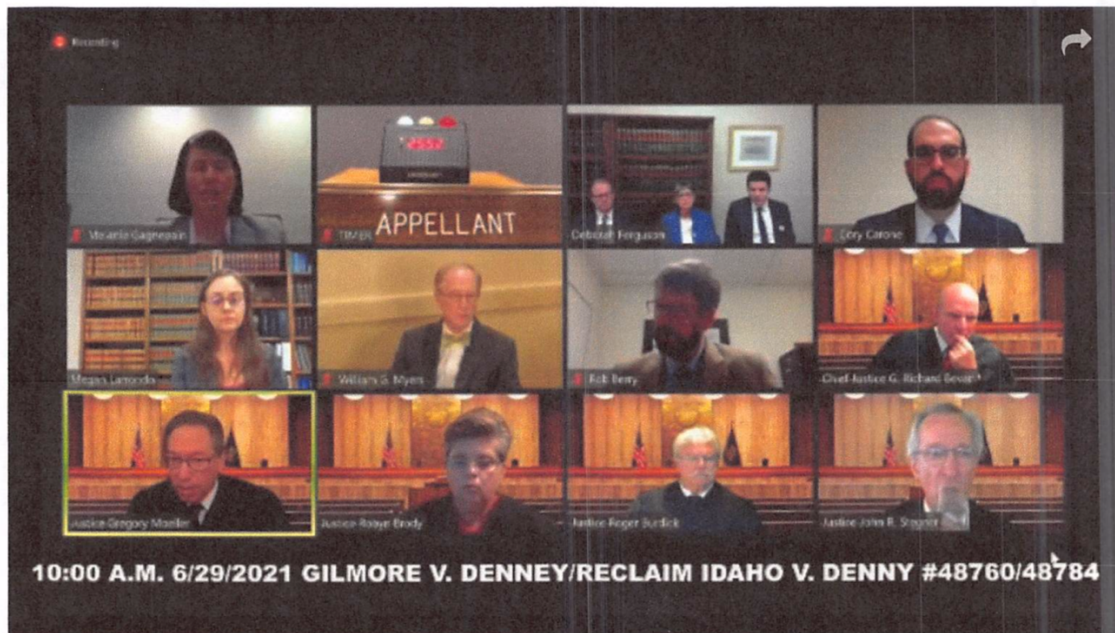 Recording
APPELLANT
Melanie Gagnepain
TIMER
Deborah Ferguson
Cory Carone
Megan Larrondo
William G. Myers
Rob Berry
Chief Justice G. Richard Bevan
Justice Gregory Moeller
Justice Robyn Brody
Justice Roger Burdick
Justice John R. Stegner
10:00 A.M. 6/29/2021 GILMORE V. DENNEY/RECLAIM IDAHO V. DENNY #48760/48784